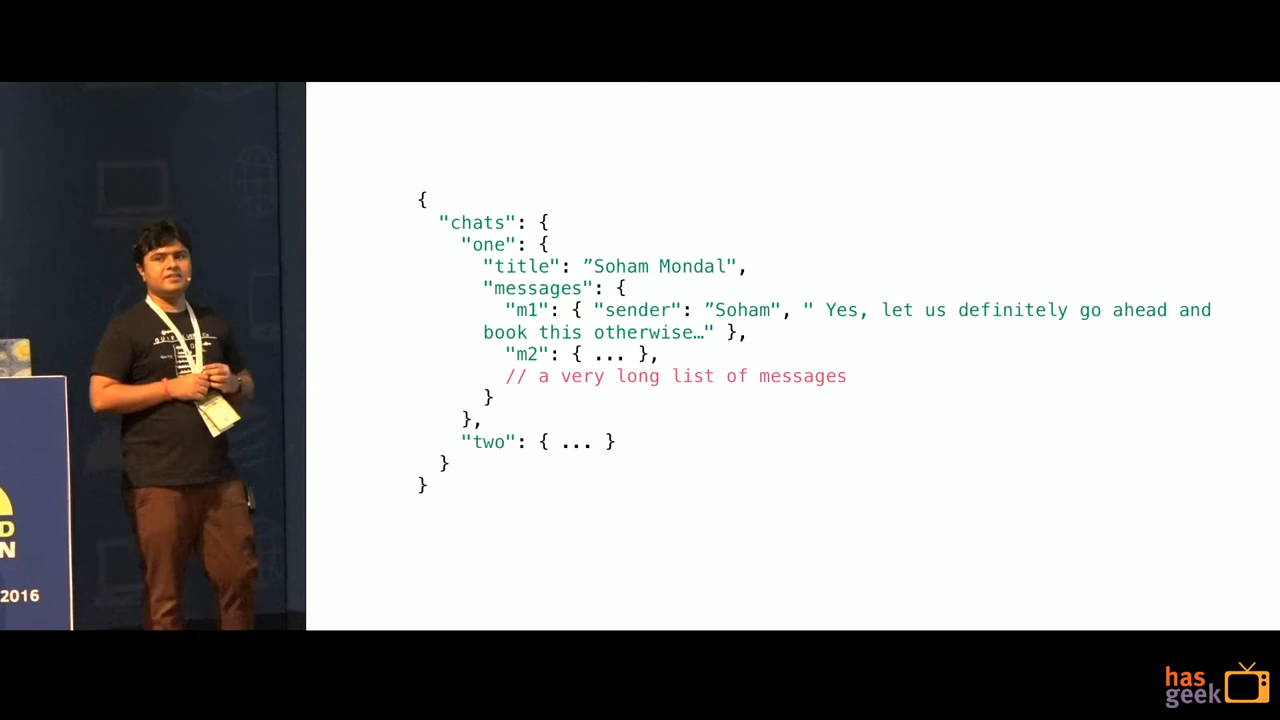 {
"chats": {
"one": {
"title": ”Soham Mondal",
"messages": {
"m1": { "sender": ”Soham", " Yes, let us definitely go ahead and
book this otherwise…" },
"m2": { ... },
// a very long list of messages
}
},
"two": { ... }
}
}
D
N
2016
has
geek